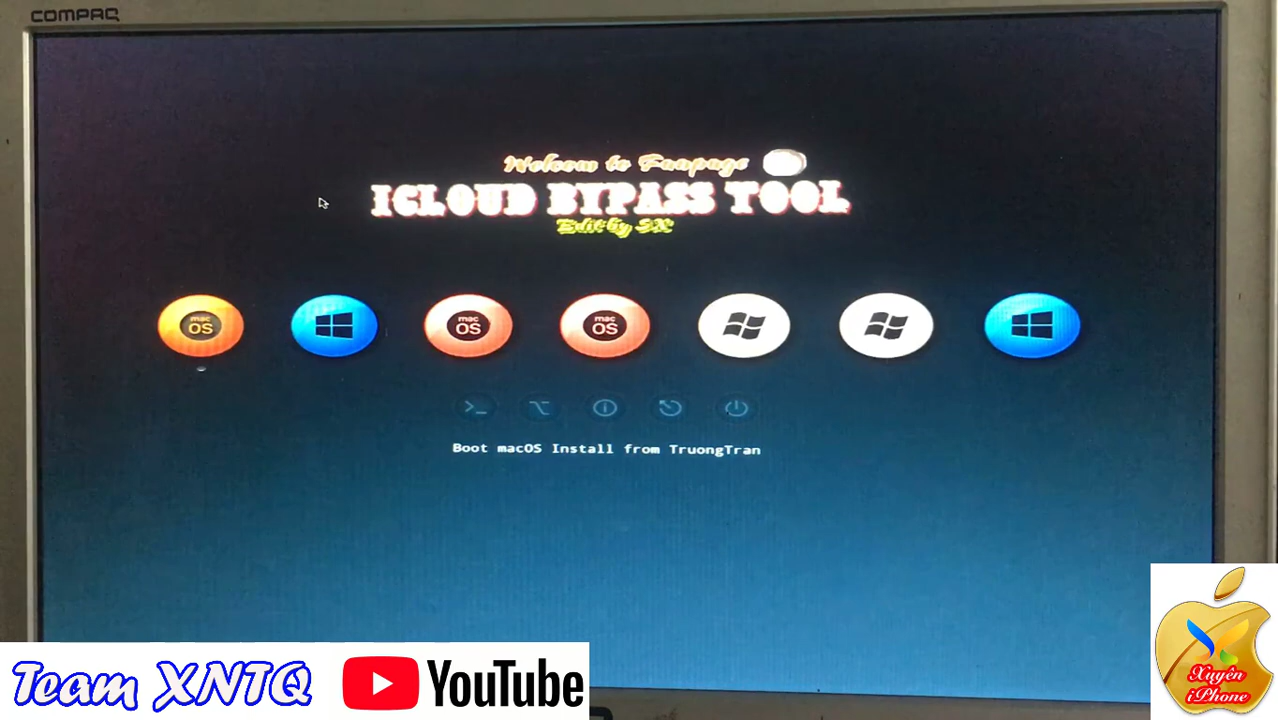 COMPAQ
Welcom to Fanpage
ICLOUD BYPASS TOOL
Edit by SX
mac
OS
mac
OS
mac
OS
Boot macOS Install from TruongTran
Team XNTQ
YouTube
Xuyên
iPhone